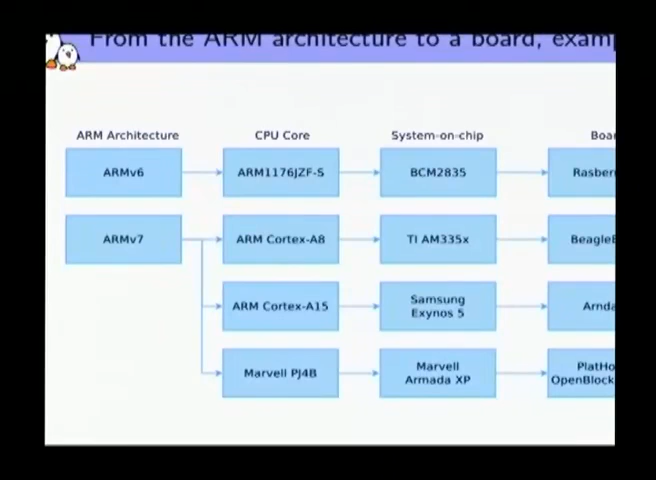 From the ARM architecture to a board,
ARM Architecture CPU Core System-on-chip
ARMv6 ARM1176JZF-S BCM2835
ARMv7 ARM Cortex-A8 TI AM335x
ARM Cortex-A15 Samsung
Exynos 5
Marvell PJ4B Marvell
Armada XP